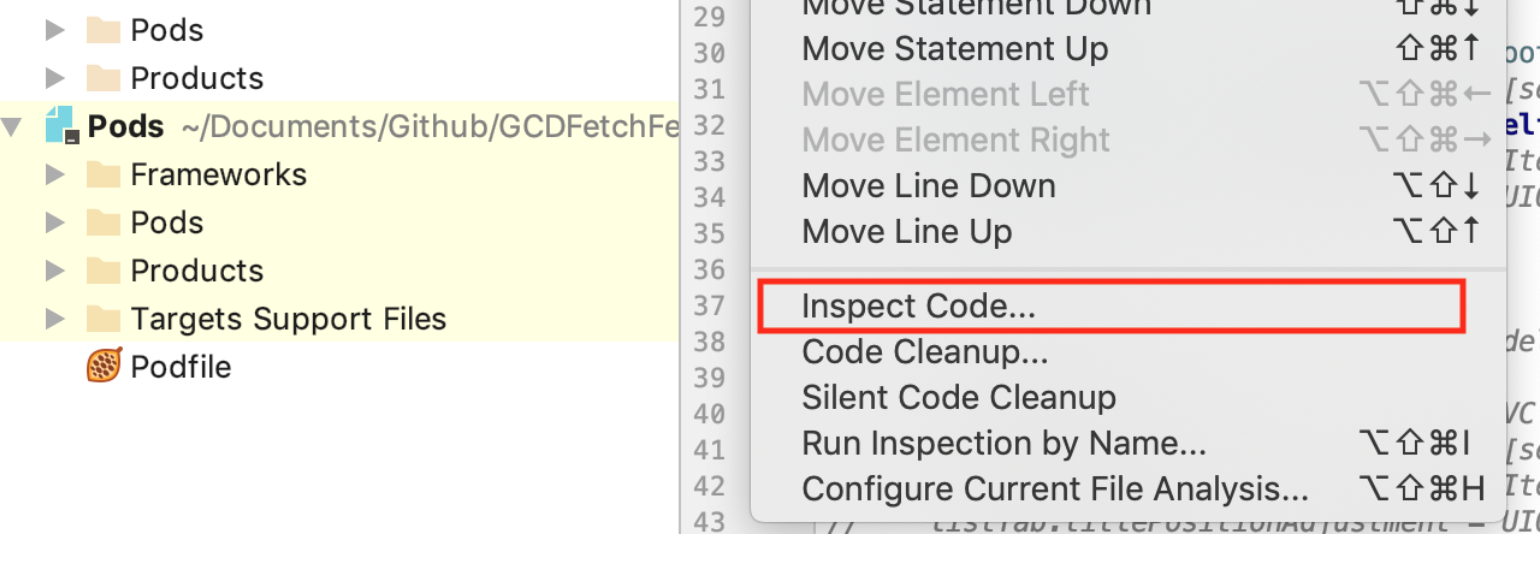 Pods
Products
Pods ~/Documents/Github/GCDFetchFe
Frameworks
Pods
Products
Targets Support Files
Podfile
29
30
31
32
33
34
35
36
37
38
39
40
41
42
43
Move Statement Down ⇧⌘↓
Move Statement Up ⇧⌘↑
Move Element Left ⌥⇧⌘←
Move Element Right ⌥⇧⌘→
Move Line Down ⌥⇧↓
Move Line Up ⌥⇧↑
Inspect Code...
Code Cleanup...
Silent Code Cleanup
Run Inspection by Name... ⌥⇧⌘I
Configure Current File Analysis... ⌥⇧⌘H
// listTab.titlePositionAdjustment = UIO